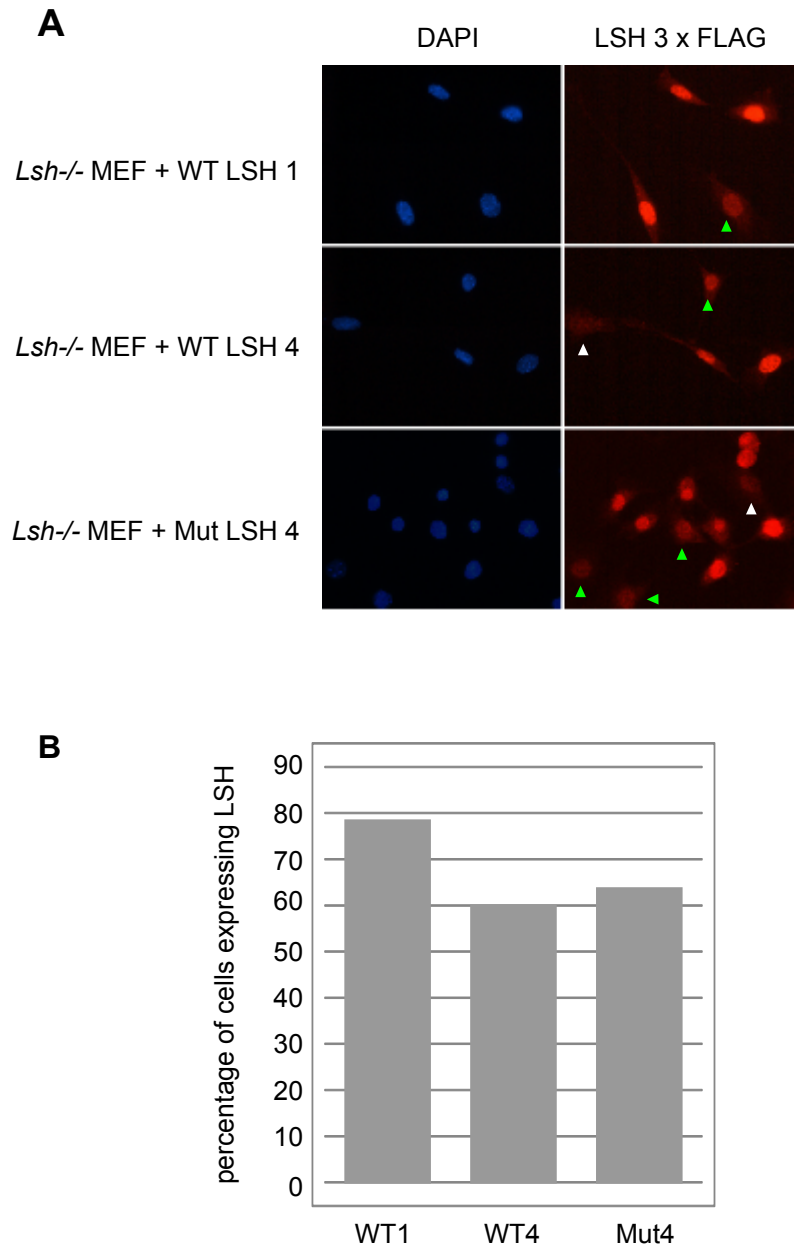 A
DAPI
LSH 3 x FLAG
Lsh-/- MEF + WT LSH 1
Lsh-/- MEF + WT LSH 4
Lsh-/- MEF + Mut LSH 4
B
percentage of cells expressing LSH
90
80
70
60
50
40
30
20
10
0
WT1
WT4
Mut4